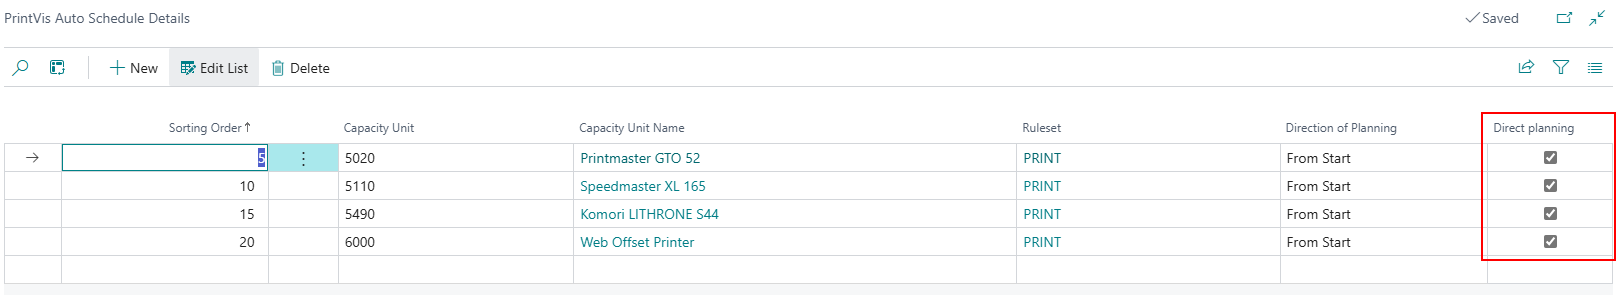 PrintVis Auto Schedule Details
Saved
New Edit List Delete
Sorting Order↑ Capacity Unit Capacity Unit Name Ruleset Direction of Planning Direct planning
5 5020 Printmaster GTO 52 PRINT From Start
10 5110 Speedmaster XL 165 PRINT From Start
15 5490 Komori LITHRONE S44 PRINT From Start
20 6000 Web Offset Printer PRINT From Start